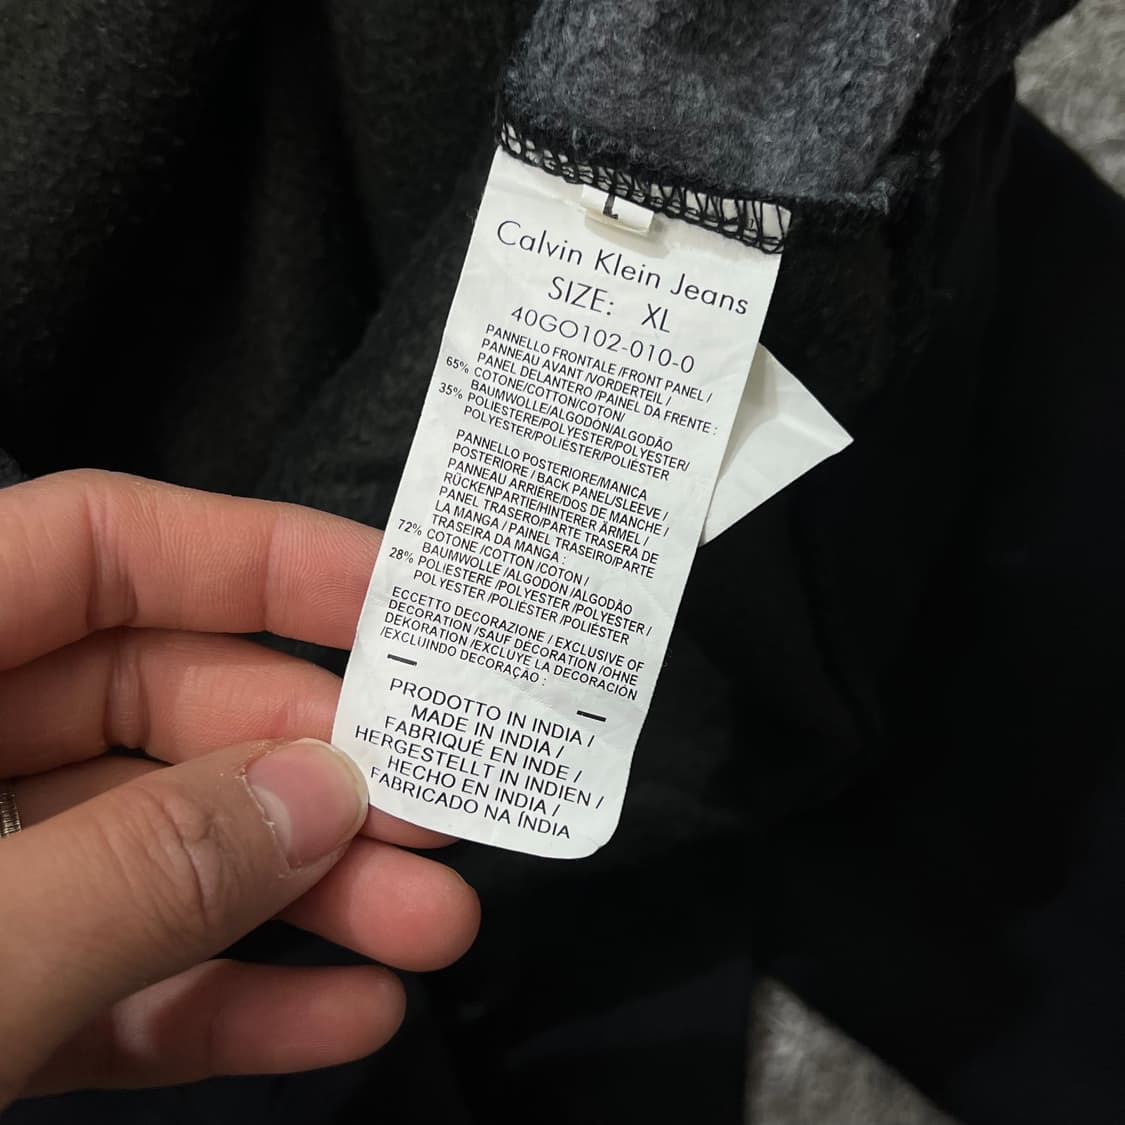 L
Calvin Klein Jeans
SIZE: XL
40GO102-010-0
PANNELLO FRONTALE /FRONT PANEL /
PANNEAU AVANT /VORDERTEIL /
PANEL DELANTERO /PAINEL DA FRENTE :
65% COTONE/COTTON/COTON/
BAUMWOLLE/ALGODÓN/ALGODÃO
35% POLIESTERE/POLYESTER/POLYESTER/
POLYESTER/POLIÉSTER/POLIÉSTER
PANNELLO POSTERIORE/MANICA
POSTERIORE / BACK PANEL/SLEEVE /
PANNEAU ARRIÈRE/DOS DE MANCHE /
RÜCKENPARTIE/HINTERER ÄRMEL /
PANEL TRASERO/PARTE TRASERA DE
LA MANGA / PAINEL TRASEIRO/PARTE
TRASEIRA DA MANGA :
72% COTONE /COTTON /COTON /
BAUMWOLLE /ALGODÓN /ALGODÃO
28% POLIESTERE /POLYESTER /POLYESTER /
POLYESTER /POLIÉSTER /POLIÉSTER
ECCETTO DECORAZIONE / EXCLUSIVE OF
DECORATION /SAUF DÉCORATION /OHNE
DEKORATION /EXCLUYE LA DECORACIÓN
/EXCLUINDO DECORAÇÃO :
PRODOTTO IN INDIA /
MADE IN INDIA /
FABRIQUÉ EN INDE /
HERGESTELLT IN INDIEN /
HECHO EN INDIA /
FABRICADO NA ÍNDIA